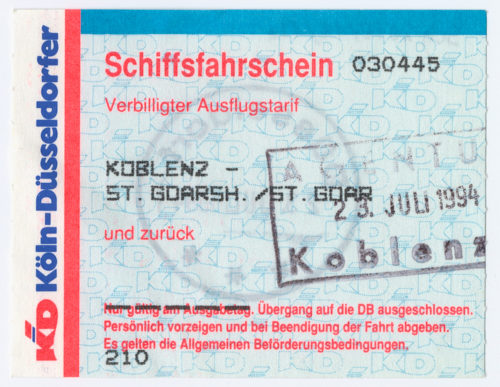 KD Köln-Düsseldorfer
Schiffsfahrschein 030445
Verbilligter Ausflugstarif
KOBLENZ -
ST.GOARSH./ST.GOAR
und zurück
AGENTU
23. JULI 1994
Koblenz
Nur gültig am Ausgabetag. Übergang auf die DB ausgeschlossen.
Persönlich vorzeigen und bei Beendigung der Fahrt abgeben.
Es gelten die Allgemeinen Beförderungsbedingungen.
210